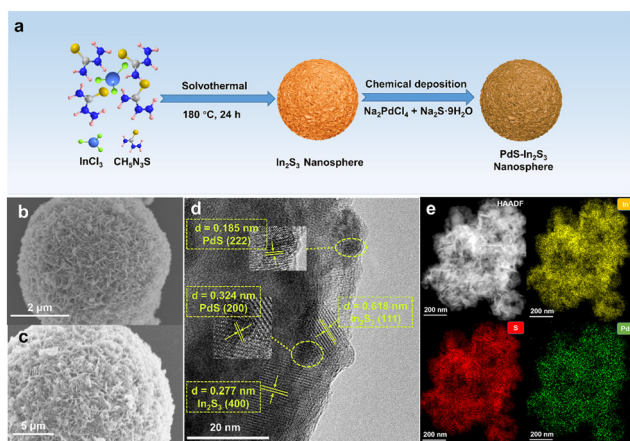 a
Solvothermal
180 °C, 24 h
Chemical deposition
Na₂PdCl₄ + Na₂S·9H₂O
InCl₃
CH₅N₃S
In₂S₃ Nanosphere
PdS-In₂S₃
Nanosphere
b
2 μm
c
5 μm
d
d = 0.185 nm
PdS (222)
d = 0.324 nm
PdS (200)
d = 0.618 nm
In₂S₃ (111)
d = 0.277 nm
In₂S₃ (400)
20 nm
e
HAADF
200 nm
In
200 nm
S
200 nm
Pd
200 nm